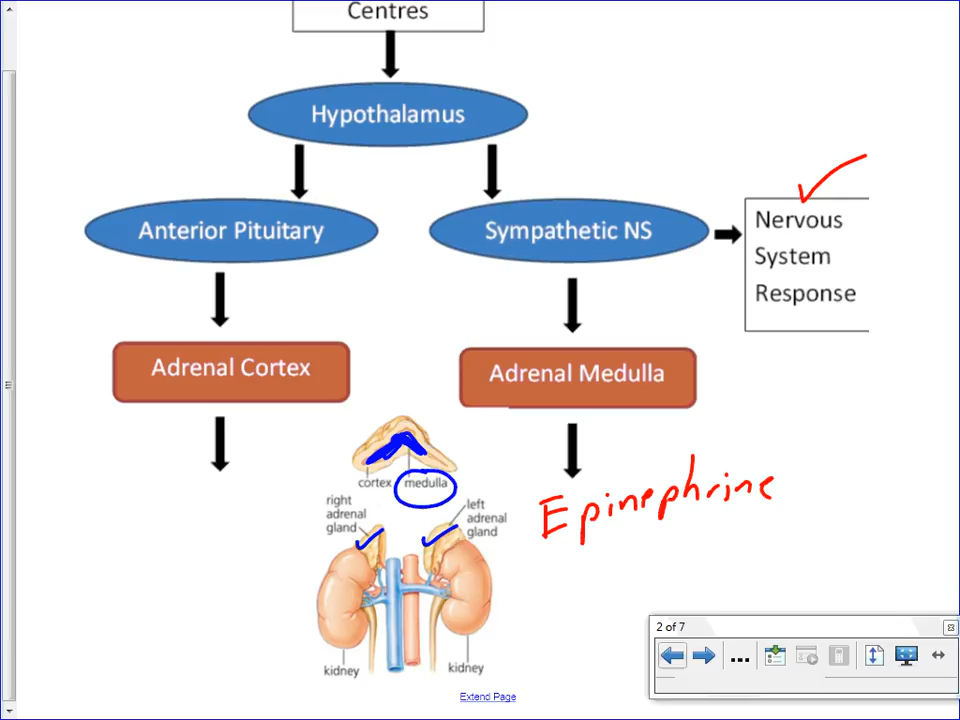 Centres
Hypothalamus
Anterior Pituitary
Sympathetic NS
Nervous
System
Response
Adrenal Cortex
Adrenal Medulla
cortex
medulla
right
adrenal
gland
left
adrenal
gland
Epinephrine
kidney
kidney
2 of 7
Extend Page